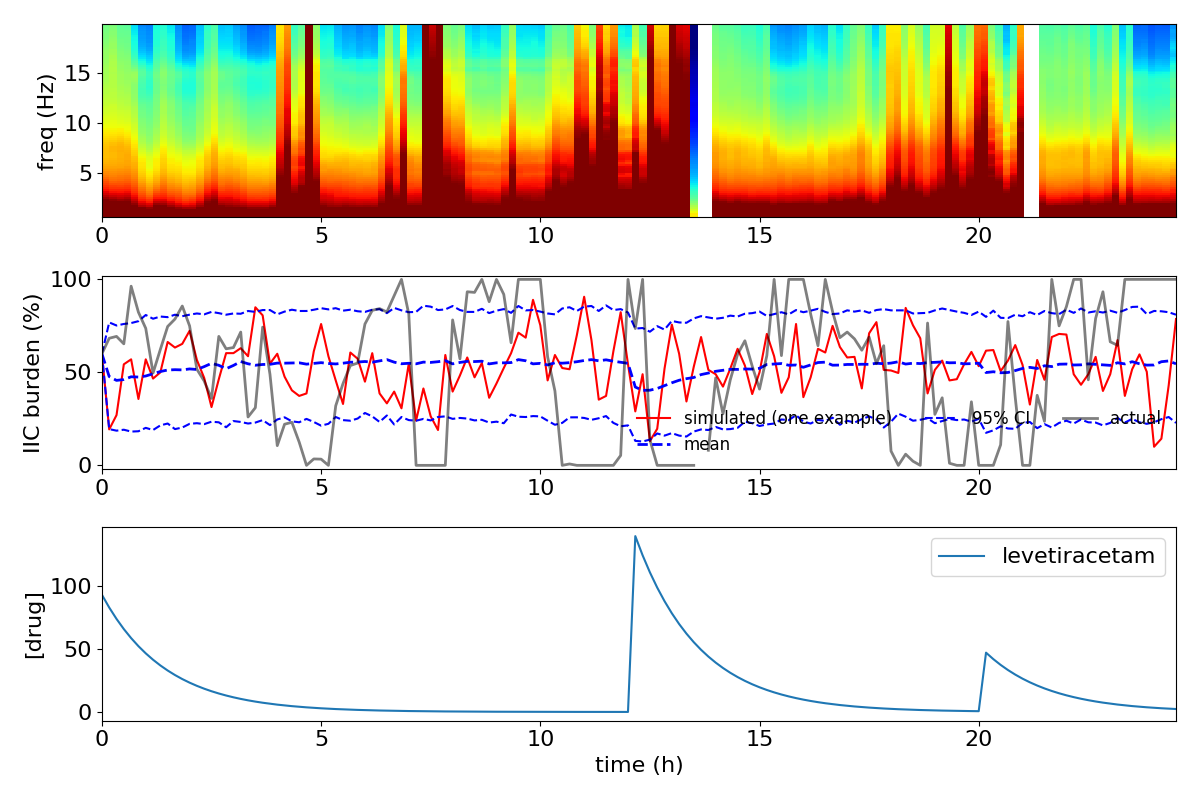 freq (Hz)
15
10
5
0 5 10 15 20
IIC burden (%)
100
50
0
simulated (one example) 95% CI actual
mean
0 5 10 15 20
[drug]
100
50
0
levetiracetam
0 5 10 15 20
time (h)